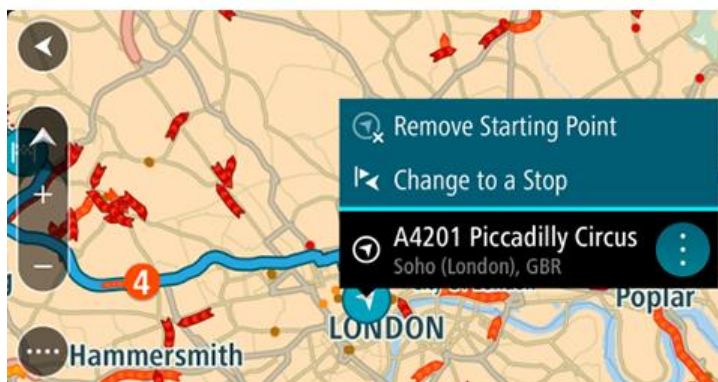 Remove Starting Point
Change to a Stop
A4201 Piccadilly Circus
Soho (London), GBR
4
Poplar
LONDON
Hammersmith